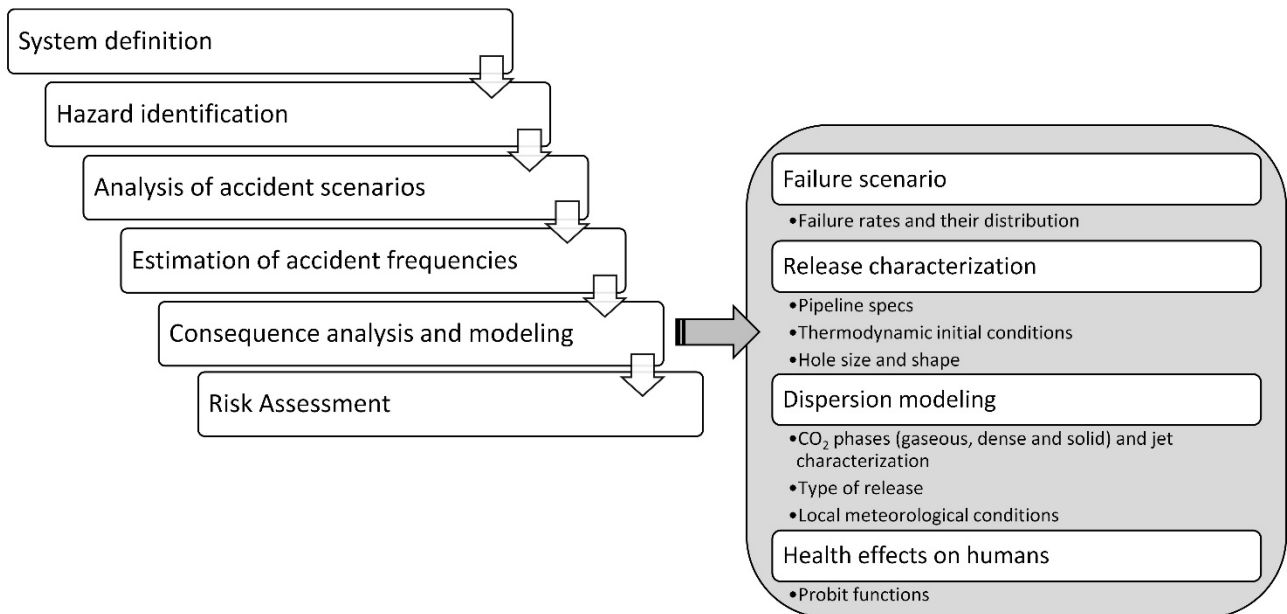 System definition
Hazard identification
Analysis of accident scenarios
Estimation of accident frequencies
Consequence analysis and modeling
Risk Assessment
Failure scenario
•Failure rates and their distribution
Release characterization
•Pipeline specs
•Thermodynamic initial conditions
•Hole size and shape
Dispersion modeling
•CO₂ phases (gaseous, dense and solid) and jet
characterization
•Type of release
•Local meteorological conditions
Health effects on humans
•Probit functions